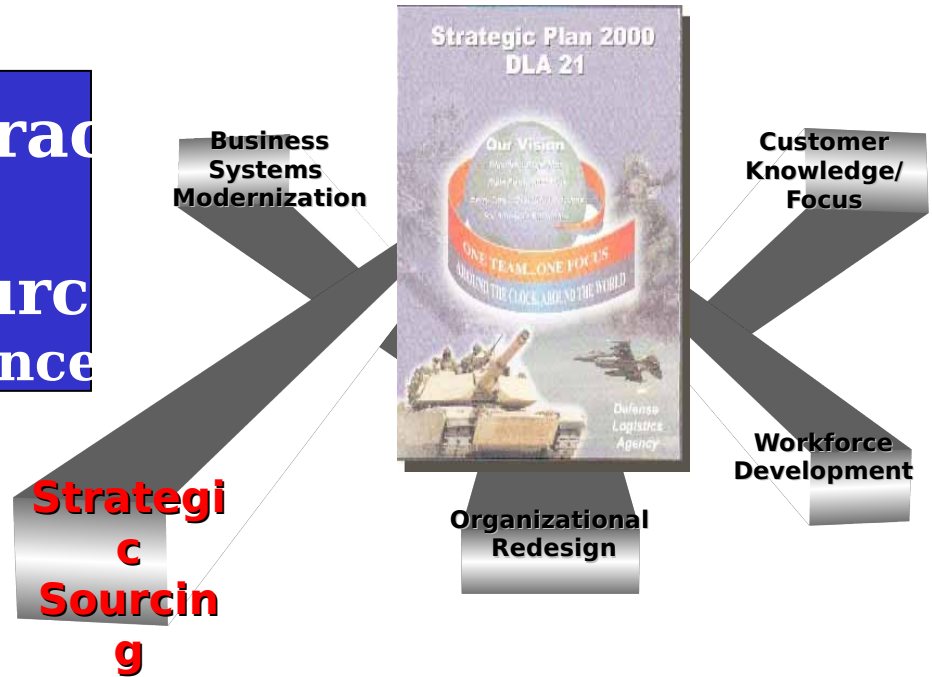 Strategic Plan 2000
DLA 21
Our Vision
ONE TEAM...ONE FOCUS
AROUND THE CLOCK, AROUND THE WORLD
Defense
Logistics
Agency
rac
urc
nce
Business
Systems
Modernization
Customer
Knowledge/
Focus
Workforce
Development
Organizational
Redesign
Strategi
c
Sourcin
g